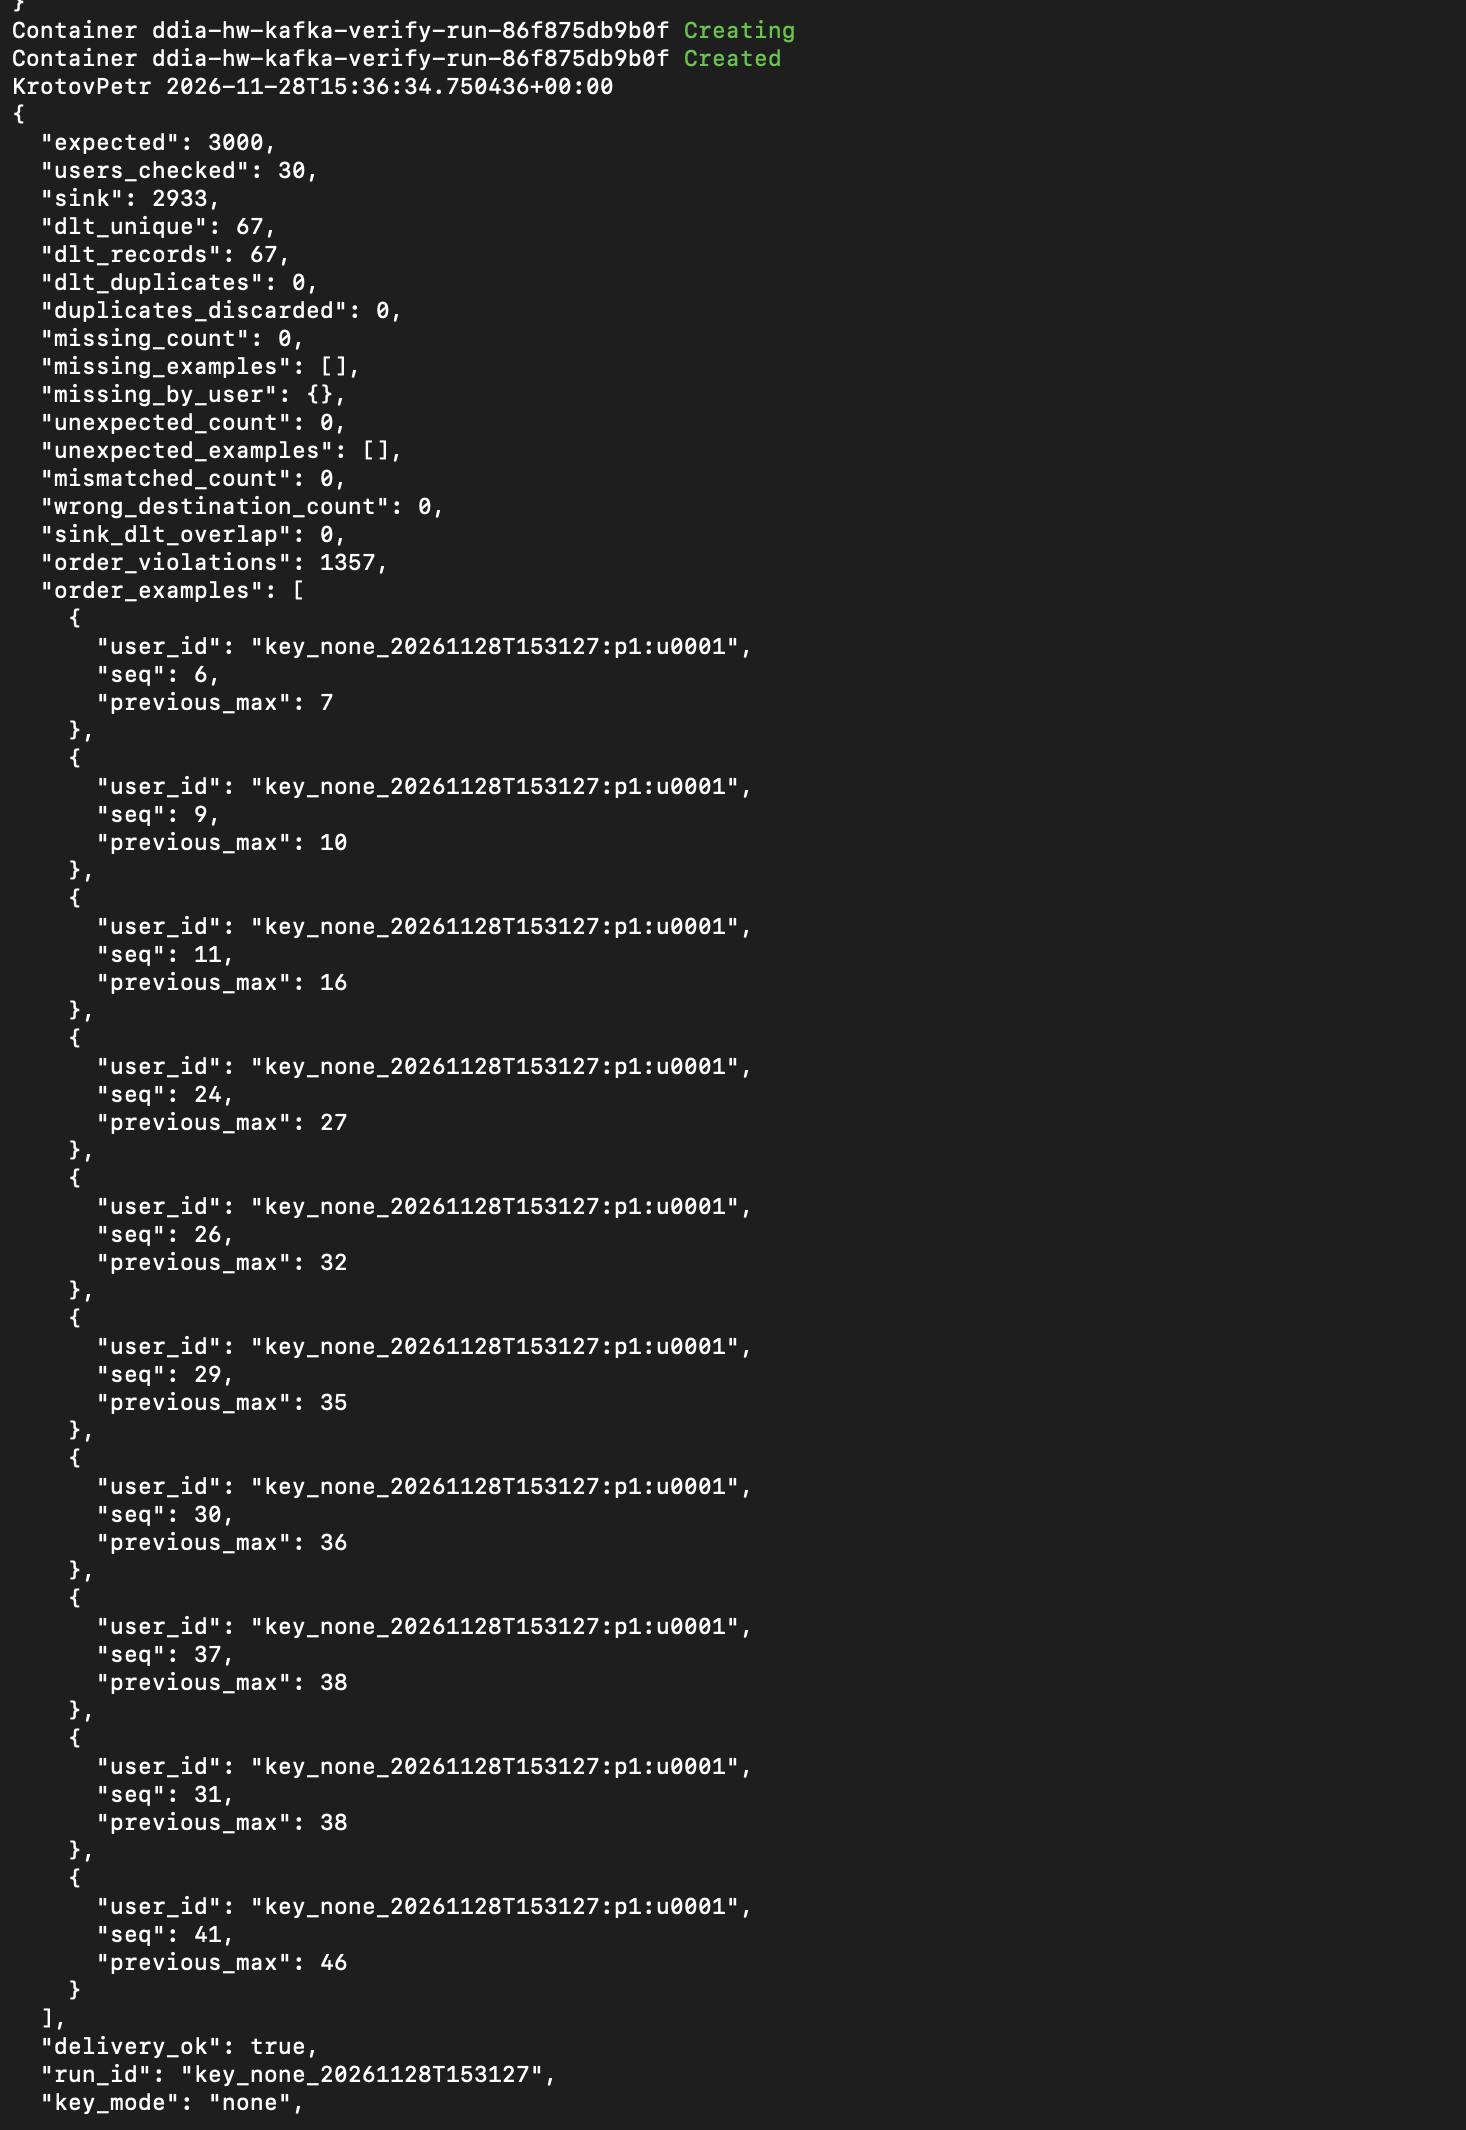 }
Container ddia-hw-kafka-verify-run-86f875db9b0f Creating
Container ddia-hw-kafka-verify-run-86f875db9b0f Created
KrotovPetr 2026-11-28T15:36:34.750436+00:00
{
  "expected": 3000,
  "users_checked": 30,
  "sink": 2933,
  "dlt_unique": 67,
  "dlt_records": 67,
  "dlt_duplicates": 0,
  "duplicates_discarded": 0,
  "missing_count": 0,
  "missing_examples": [],
  "missing_by_user": {},
  "unexpected_count": 0,
  "unexpected_examples": [],
  "mismatched_count": 0,
  "wrong_destination_count": 0,
  "sink_dlt_overlap": 0,
  "order_violations": 1357,
  "order_examples": [
    {
      "user_id": "key_none_20261128T153127:p1:u0001",
      "seq": 6,
      "previous_max": 7
    },
    {
      "user_id": "key_none_20261128T153127:p1:u0001",
      "seq": 9,
      "previous_max": 10
    },
    {
      "user_id": "key_none_20261128T153127:p1:u0001",
      "seq": 11,
      "previous_max": 16
    },
    {
      "user_id": "key_none_20261128T153127:p1:u0001",
      "seq": 24,
      "previous_max": 27
    },
    {
      "user_id": "key_none_20261128T153127:p1:u0001",
      "seq": 26,
      "previous_max": 32
    },
    {
      "user_id": "key_none_20261128T153127:p1:u0001",
      "seq": 29,
      "previous_max": 35
    },
    {
      "user_id": "key_none_20261128T153127:p1:u0001",
      "seq": 30,
      "previous_max": 36
    },
    {
      "user_id": "key_none_20261128T153127:p1:u0001",
      "seq": 37,
      "previous_max": 38
    },
    {
      "user_id": "key_none_20261128T153127:p1:u0001",
      "seq": 31,
      "previous_max": 38
    },
    {
      "user_id": "key_none_20261128T153127:p1:u0001",
      "seq": 41,
      "previous_max": 46
    }
  ],
  "delivery_ok": true,
  "run_id": "key_none_20261128T153127",
  "key_mode": "none",